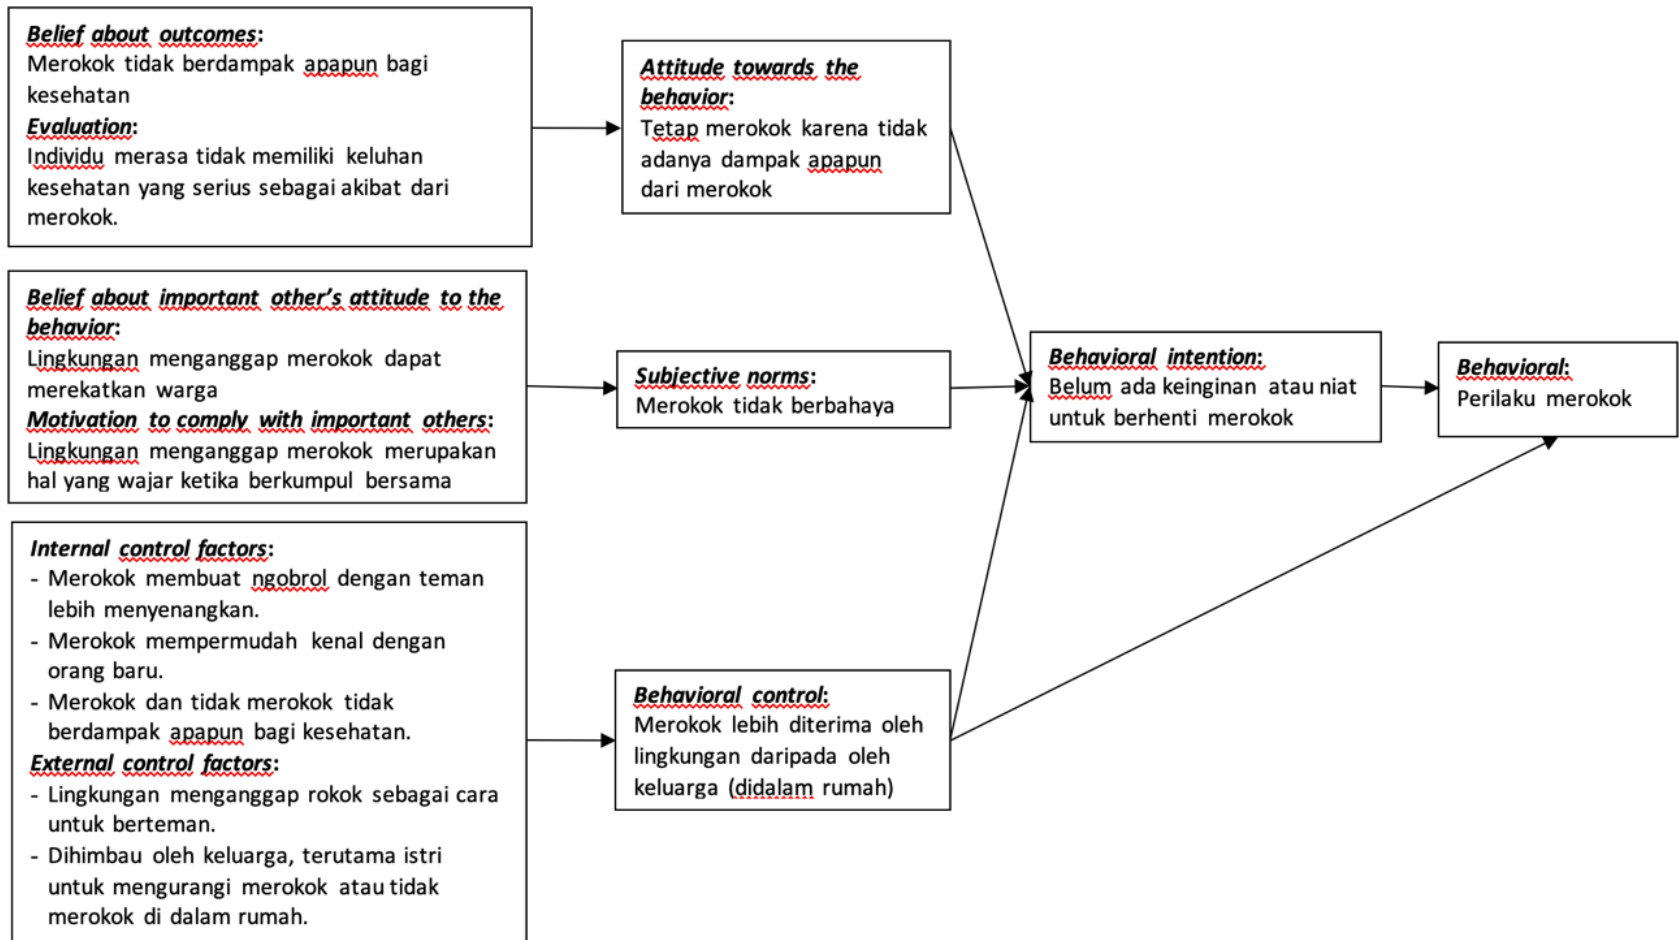 Belief about outcomes:
Merokok tidak berdampak apapun bagi
kesehatan
Evaluation:
Individu merasa tidak memiliki keluhan
kesehatan yang serius sebagai akibat dari
merokok.
Attitude towards the
behavior:
Tetap merokok karena tidak
adanya dampak apapun
dari merokok
Belief about important other's attitude to the
behavior:
Lingkungan menganggap merokok dapat
merekatkan warga
Motivation to comply with important others:
Lingkungan menganggap merokok merupakan
hal yang wajar ketika berkumpul bersama
Subjective norms:
Merokok tidak berbahaya
Behavioral intention:
Belum ada keinginan atau niat
untuk berhenti merokok
Behavioral:
Perilaku merokok
Internal control factors:
- Merokok membuat ngobrol dengan teman
lebih menyenangkan.
- Merokok mempermudah kenal dengan
orang baru.
- Merokok dan tidak merokok tidak
berdampak apapun bagi kesehatan.
External control factors:
- Lingkungan menganggap rokok sebagai cara
untuk berteman.
- Dihimbau oleh keluarga, terutama istri
untuk mengurangi merokok atau tidak
merokok di dalam rumah.
Behavioral control:
Merokok lebih diterima oleh
lingkungan daripada oleh
keluarga (didalam rumah)